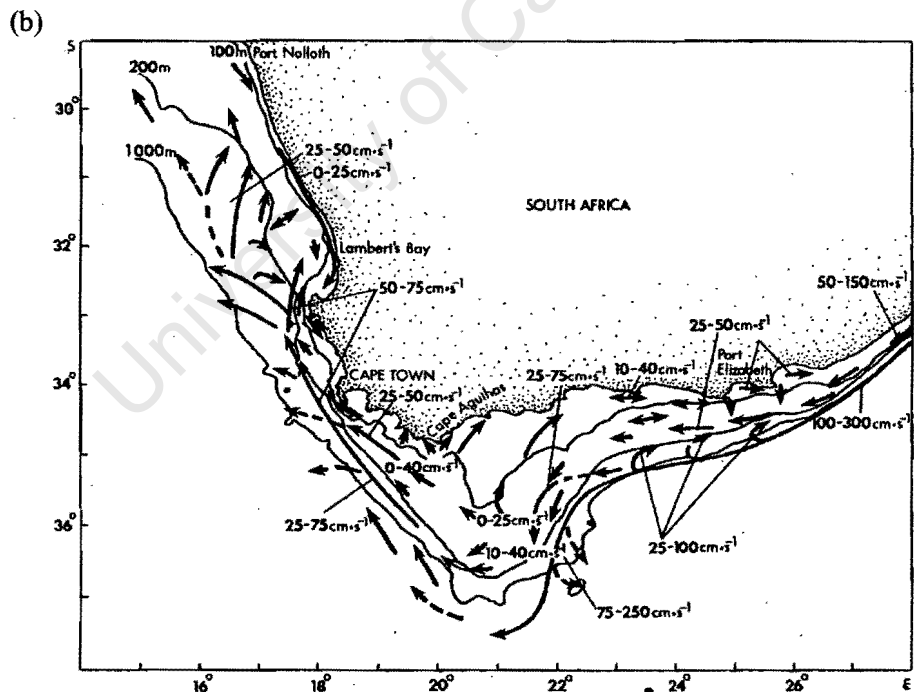 (b)
S
100m Port Nolloth
200m
30°
1000m
25-50cm·s⁻¹
0-25cm·s⁻¹
SOUTH AFRICA
32°
Lambert's Bay
50-75cm·s⁻¹
50-150cm·s⁻¹
25-50cm·s⁻¹
Port
Elizabeth
34°
CAPE TOWN
25-75cm·s⁻¹
10-40cm·s⁻¹
25-50cm·s⁻¹
Cape Agulhas
100-300cm·s⁻¹
0-40cm·s⁻¹
25-75cm·s⁻¹
0-25cm·s⁻¹
36°
25-100cm·s⁻¹
10-40cm·s⁻¹
75-250cm·s⁻¹
16°
18°
20°
22°
24°
26°
E
University of Ca